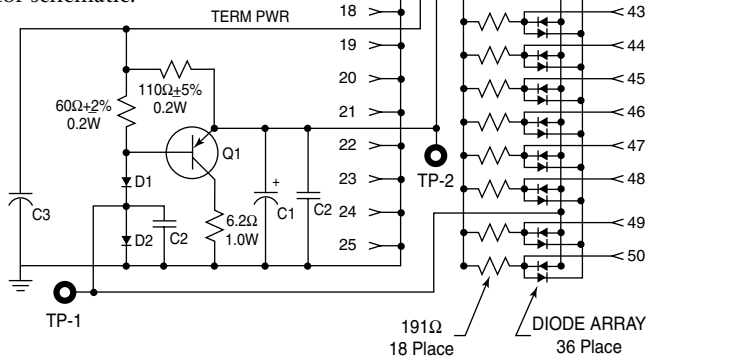 or schematic.
TERM PWR
18
19
20
21
22
23
24
25
43
44
45
46
47
48
49
50
110Ω±5%
0.2W
60Ω±2%
0.2W
Q1
TP-2
D1
C3
D2
C2
6.2Ω
1.0W
+
C1
C2
TP-1
191Ω
18 Place
DIODE ARRAY
36 Place